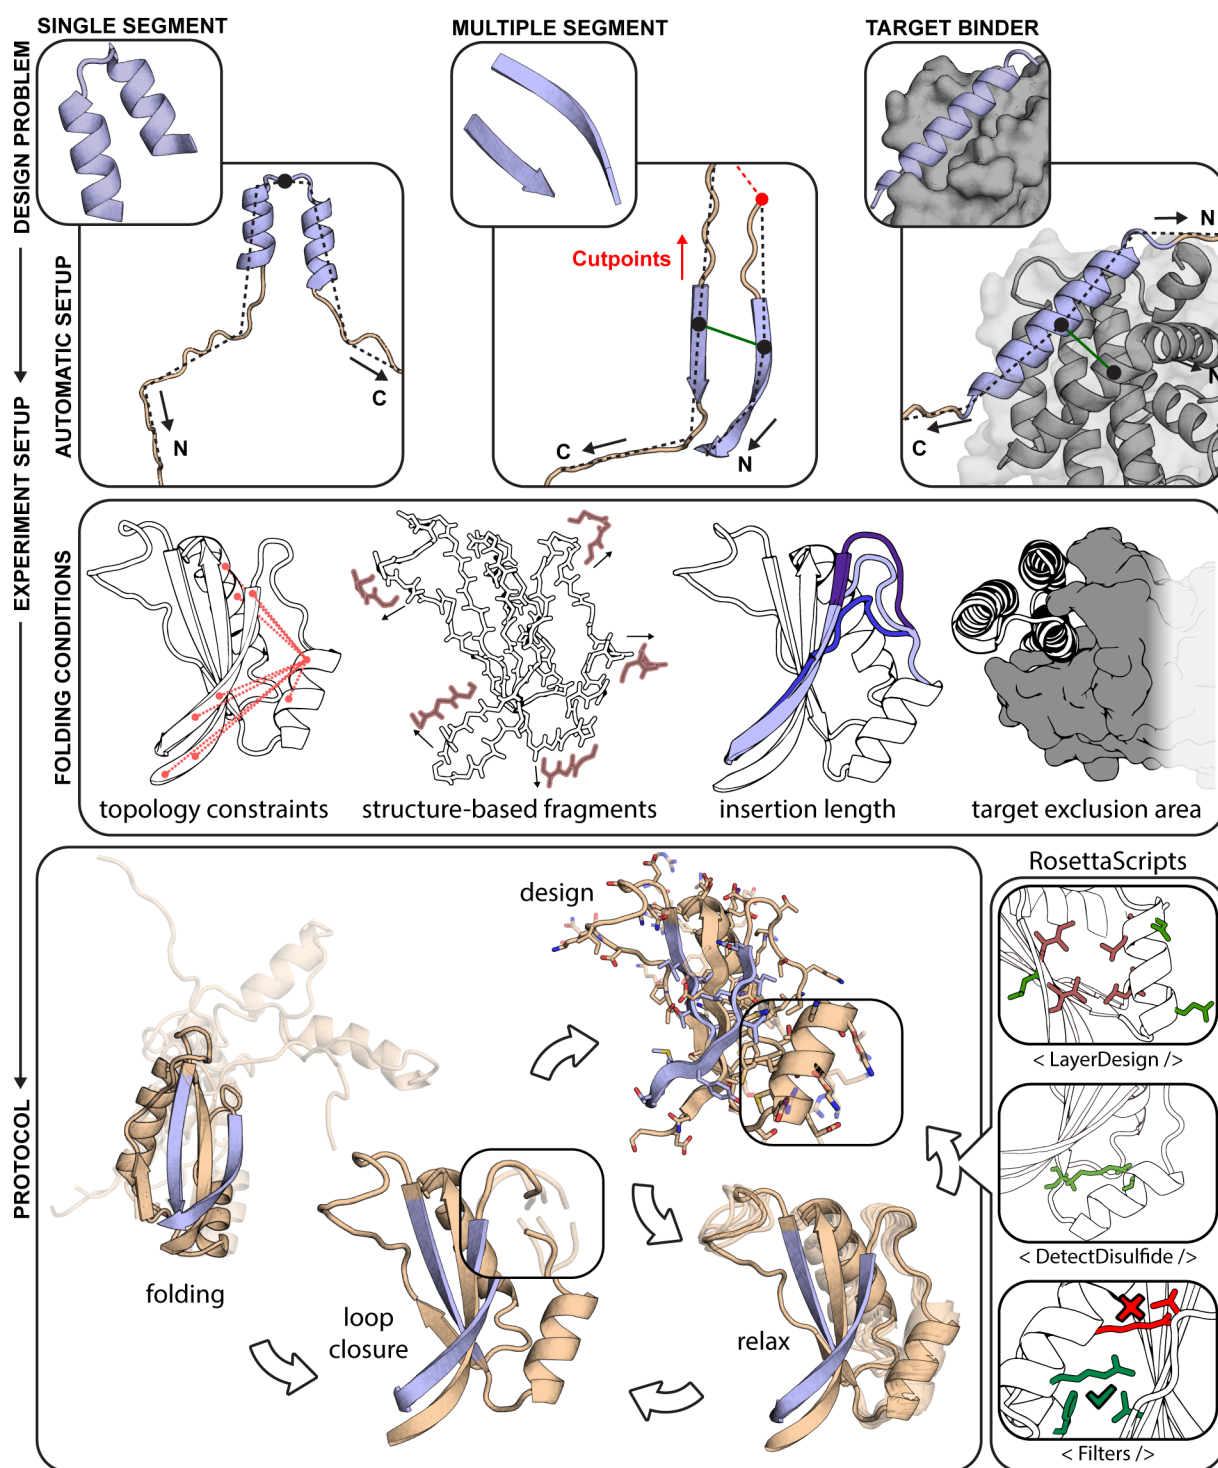 SINGLE SEGMENT
MULTIPLE SEGMENT
TARGET BINDER
DESIGN PROBLEM
AUTOMATIC SETUP
N
C
Cutpoints
C
N
N
N
C
EXPERIMENT SETUP
FOLDING CONDITIONS
topology constraints
structure-based fragments
insertion length
target exclusion area
PROTOCOL
design
folding
loop
closure
relax
RosettaScripts
< LayerDesign />
< DetectDisulfide />
< Filters />